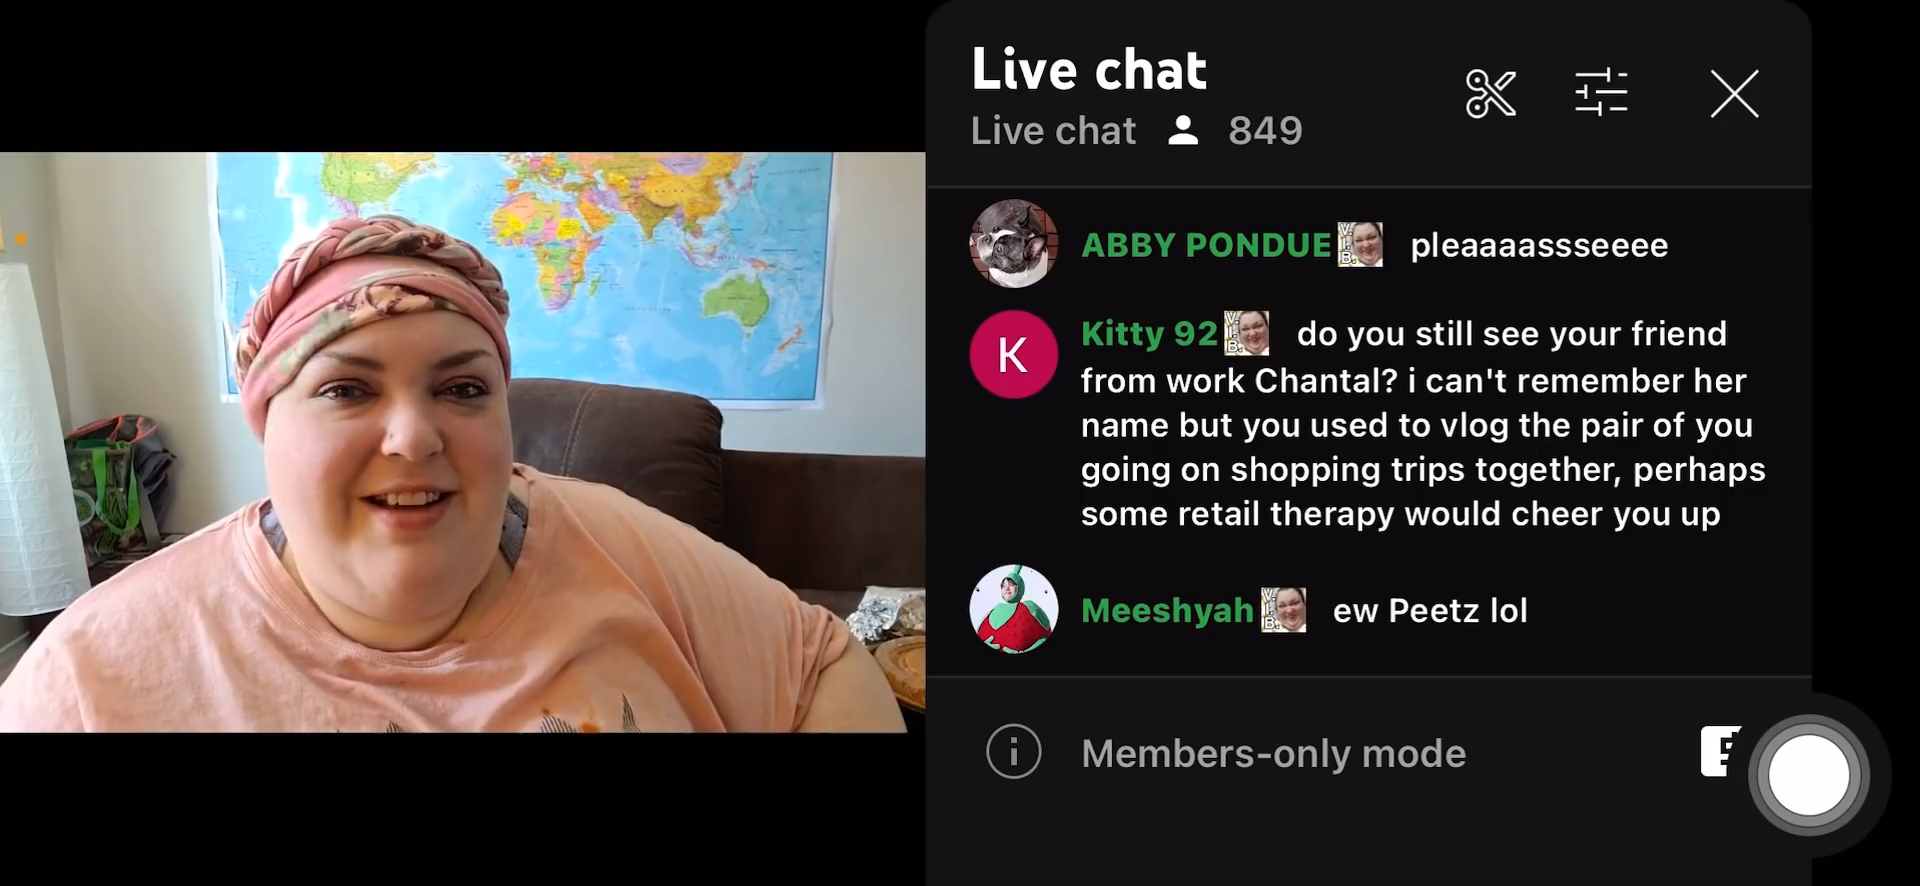 Live chat
Live chat 849
ABBY PONDUE V.I.B. pleaaaassseeee
K Kitty 92 V.I.B. do you still see your friend
from work Chantal? i can't remember her
name but you used to vlog the pair of you
going on shopping trips together, perhaps
some retail therapy would cheer you up
Meeshyah V.I.B. ew Peetz lol
Members-only mode